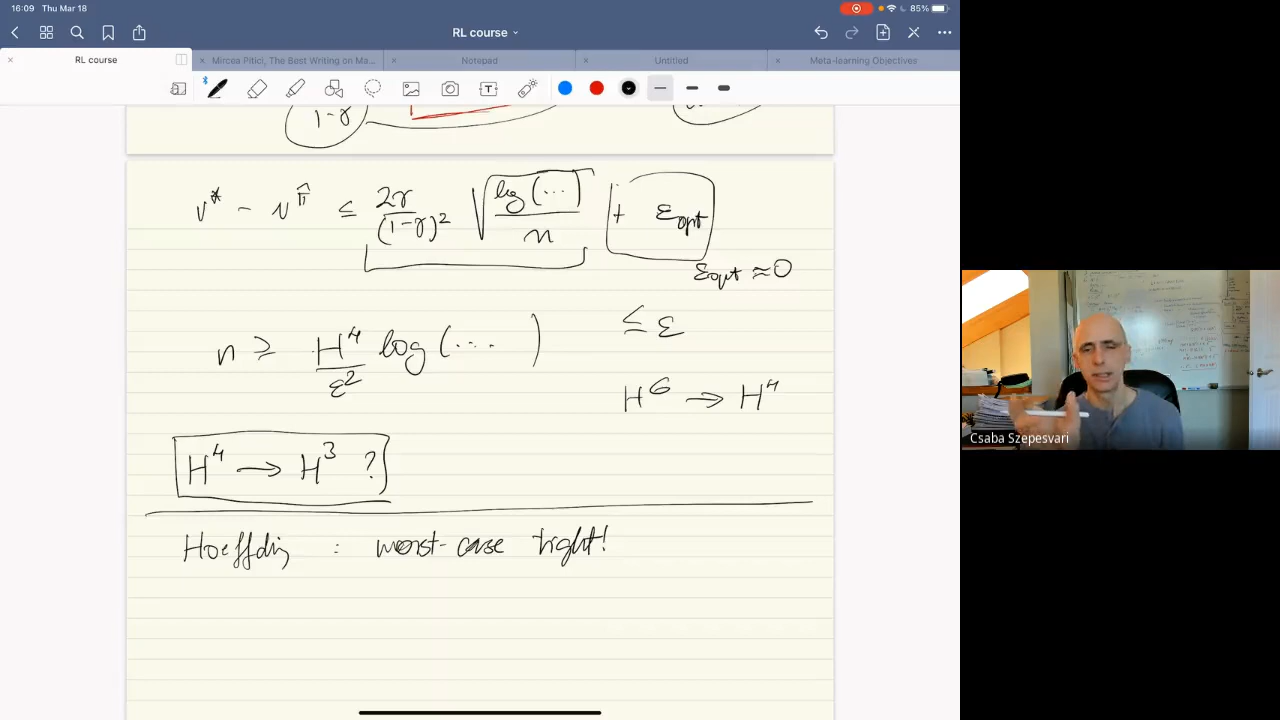 16:09 Thu Mar 18
85%
RL course
RL course
Mircea Pitici, The Best Writing on Ma...
Notepad
Untitled
Meta-learning Objectives
1-γ
v* - v^π̂ ≤ 2γ/(1-γ)² √(log(...)/n) + ε_opt
ε_opt ≈ 0
≤ ε
n ≥ H⁴/ε² log(... )
H⁶ → H⁴
H⁴ → H³ ?
Hoeffdig : worst-case tight!
Csaba Szepesvari